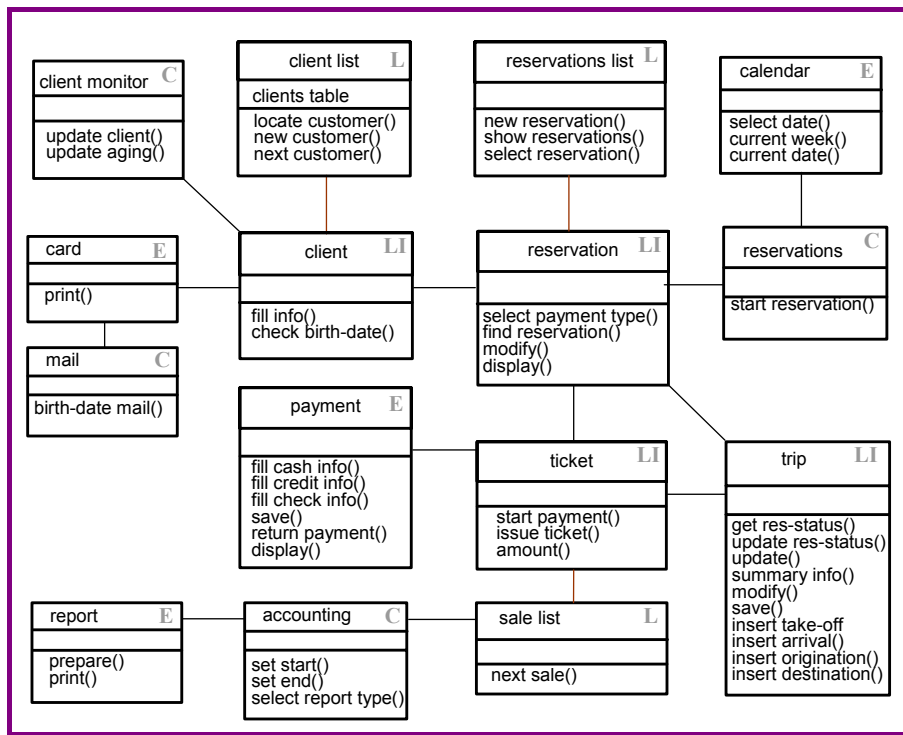 client monitor C
update client()
update aging()
client list L
clients table
locate customer()
new customer()
next customer()
reservations list L
new reservation()
show reservations()
select reservation()
calendar E
select date()
current week()
current date()
card E
print()
client LI
fill info()
check birth-date()
reservation LI
select payment type()
find reservation()
modify()
display()
reservations C
start reservation()
mail C
birth-date mail()
payment E
fill cash info()
fill credit info()
fill check info()
save()
return payment()
display()
ticket LI
start payment()
issue ticket()
amount()
trip LI
get res-status()
update res-status()
update()
summary info()
modify()
save()
insert take-off
insert arrival()
insert origination()
insert destination()
report E
prepare()
print()
accounting C
set start()
set end()
select report type()
sale list L
next sale()